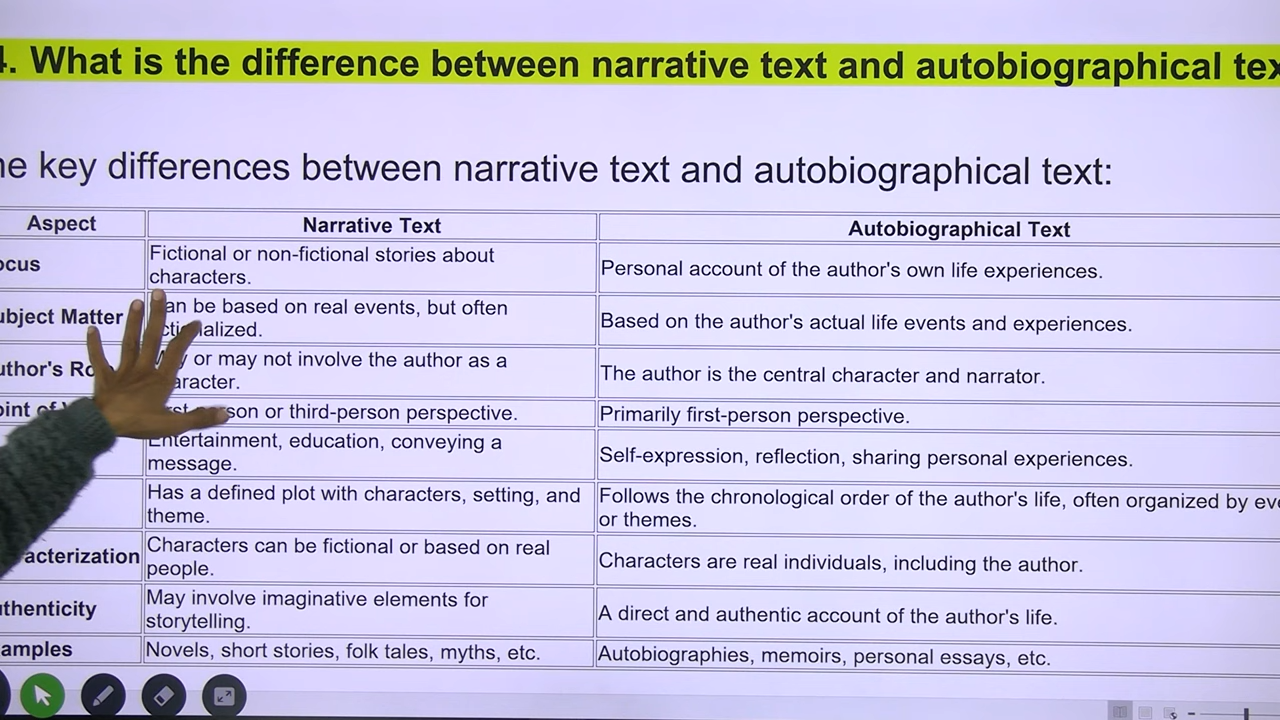 4. What is the difference between narrative text and autobiographical tex
he key differences between narrative text and autobiographical text:
Aspect Narrative Text Autobiographical Text
ocus Fictional or non-fictional stories about
characters. Personal account of the author's own life experiences.
ubject Matter an be based on real events, but often
alized. Based on the author's actual life events and experiences.
uthor's Ro or may not involve the author as a
aracter. The author is the central character and narrator.
oint of son or third-person perspective. Primarily first-person perspective.
Entertainment, education, conveying a
message. Self-expression, reflection, sharing personal experiences.
Has a defined plot with characters, setting, and
theme. Follows the chronological order of the author's life, often organized by eve
or themes.
acterization Characters can be fictional or based on real
people. Characters are real individuals, including the author.
uthenticity May involve imaginative elements for
storytelling. A direct and authentic account of the author's life.
amples Novels, short stories, folk tales, myths, etc. Autobiographies, memoirs, personal essays, etc.